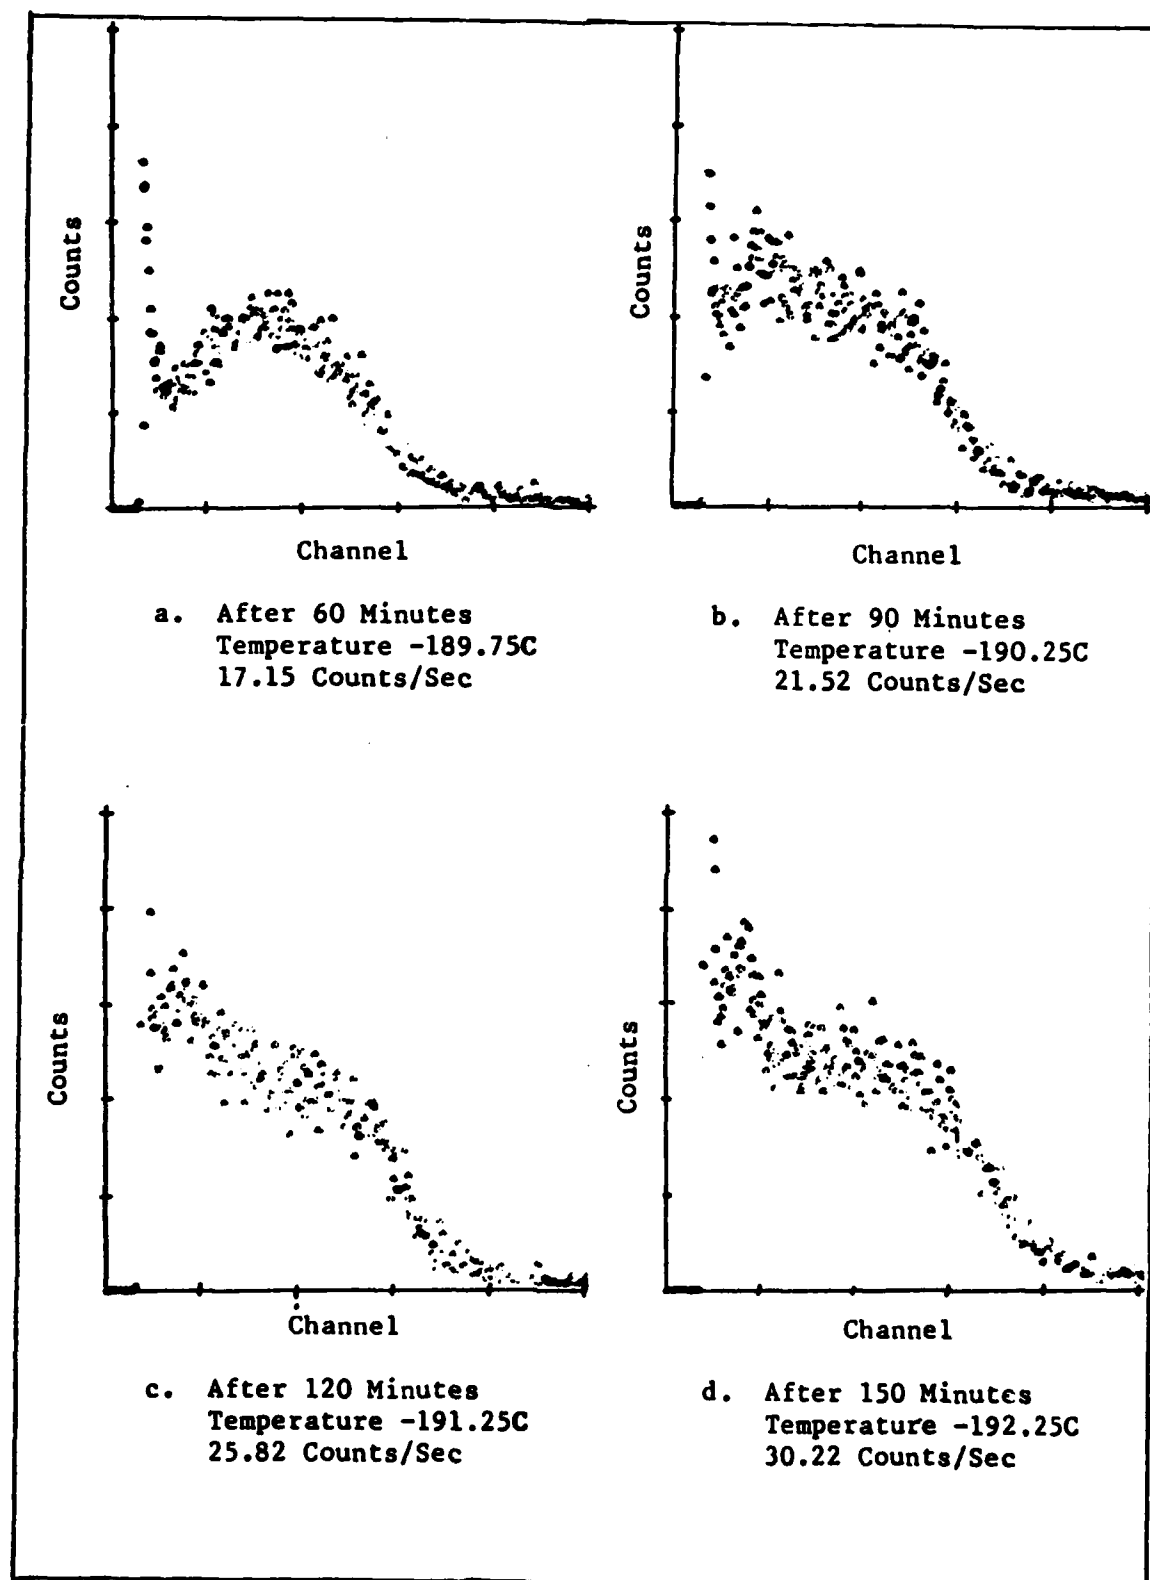 Counts
Channel
a. After 60 Minutes
Temperature -189.75C
17.15 Counts/Sec
Counts
Channel
b. After 90 Minutes
Temperature -190.25C
21.52 Counts/Sec
Counts
Channel
c. After 120 Minutes
Temperature -191.25C
25.82 Counts/Sec
Counts
Channel
d. After 150 Minutes
Temperature -192.25C
30.22 Counts/Sec